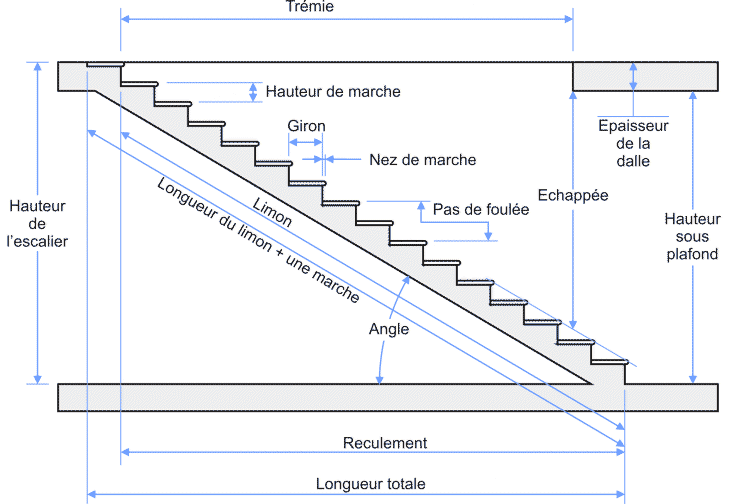 Trémie
Hauteur de marche
Giron
Nez de marche
Epaisseur
de la
dalle
Echappée
Hauteur
de
l’escalier
Limon
Longueur du limon + une marche
Pas de foulée
Hauteur
sous
plafond
Angle
Reculement
Longueur totale